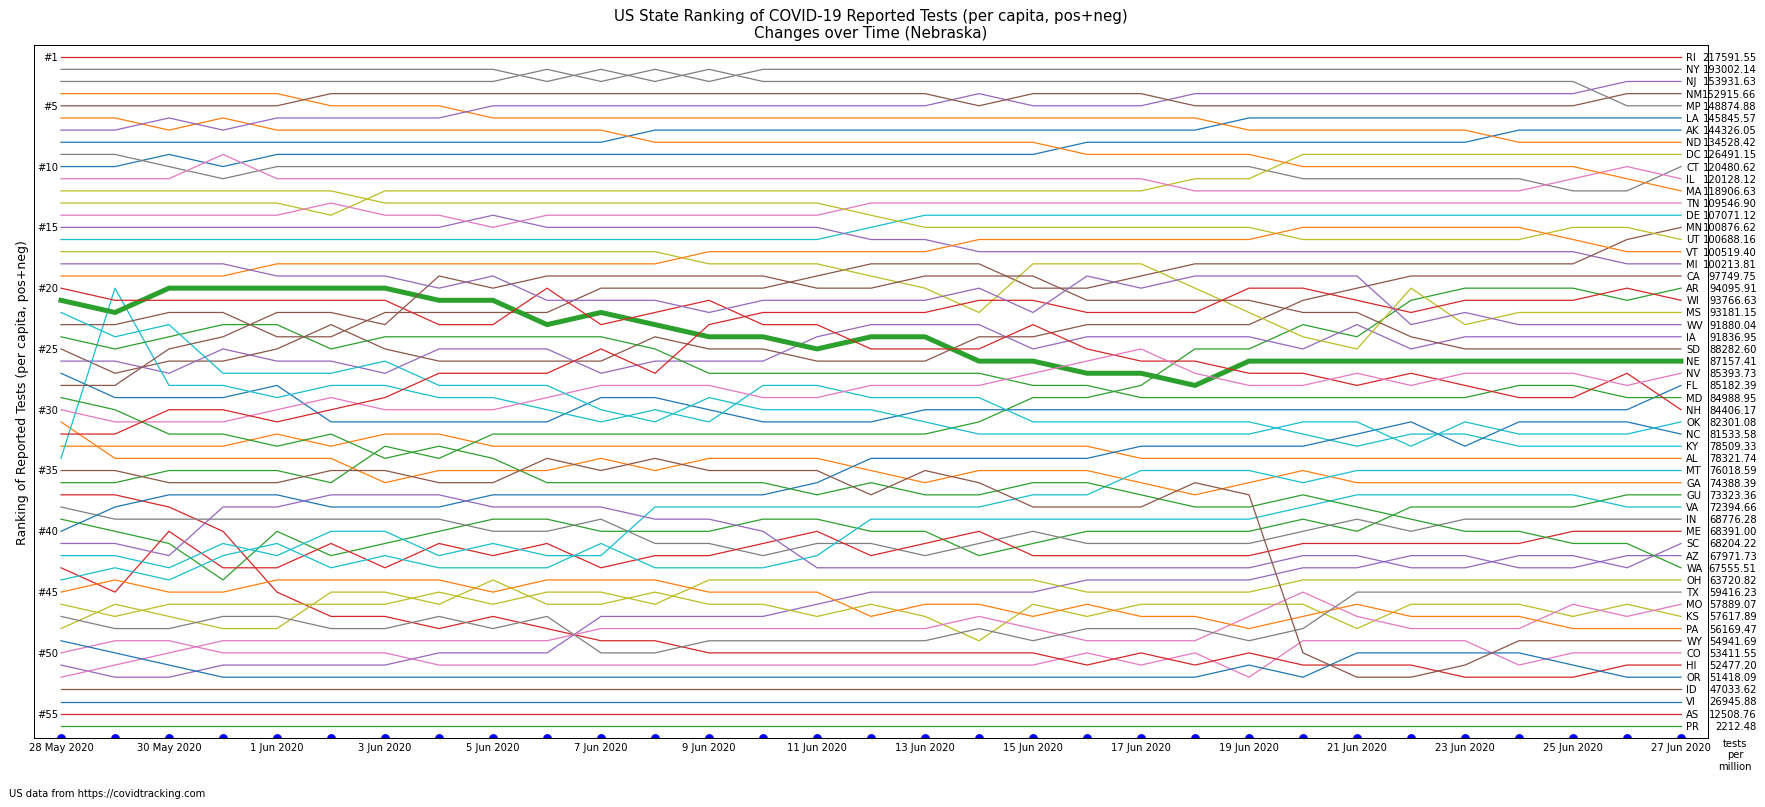 US State Ranking of COVID-19 Reported Tests (per capita, pos+neg)
Changes over Time (Nebraska)
Ranking of Reported Tests (per capita, pos+neg)
#1
#5
#10
#15
#20
#25
#30
#35
#40
#45
#50
#55
RI 217591.55
NY 193002.14
NJ 153931.63
NM 152915.66
MP 148874.88
LA 145845.57
AK 144326.05
ND 134528.42
DC 126491.15
CT 120480.62
IL 120128.12
MA 118906.63
TN 109546.90
DE 107071.12
MN 100876.62
UT 100688.16
VT 100519.40
MI 100213.81
CA 97749.75
AR 94095.91
WI 93766.63
MS 93181.15
WV 91880.04
IA 91836.95
SD 88282.60
NE 87157.41
NV 85393.73
FL 85182.39
MD 84988.95
NH 84406.17
OK 82301.08
NC 81533.58
KY 78509.33
AL 78321.74
MT 76018.59
GA 74388.39
GU 73323.36
VA 72394.66
IN 68776.28
ME 68391.00
SC 68204.22
AZ 67971.73
WA 67555.51
OH 63720.82
TX 59416.23
MO 57889.07
KS 57617.89
PA 56169.47
WY 54941.69
CO 53411.55
HI 52477.20
OR 51418.09
ID 47033.62
VI 26945.88
AS 12508.76
PR 2212.48
28 May 2020 30 May 2020 1 Jun 2020 3 Jun 2020 5 Jun 2020 7 Jun 2020 9 Jun 2020 11 Jun 2020 13 Jun 2020 15 Jun 2020 17 Jun 2020 19 Jun 2020 21 Jun 2020 23 Jun 2020 25 Jun 2020 27 Jun 2020
tests
per
million
US data from https://covidtracking.com